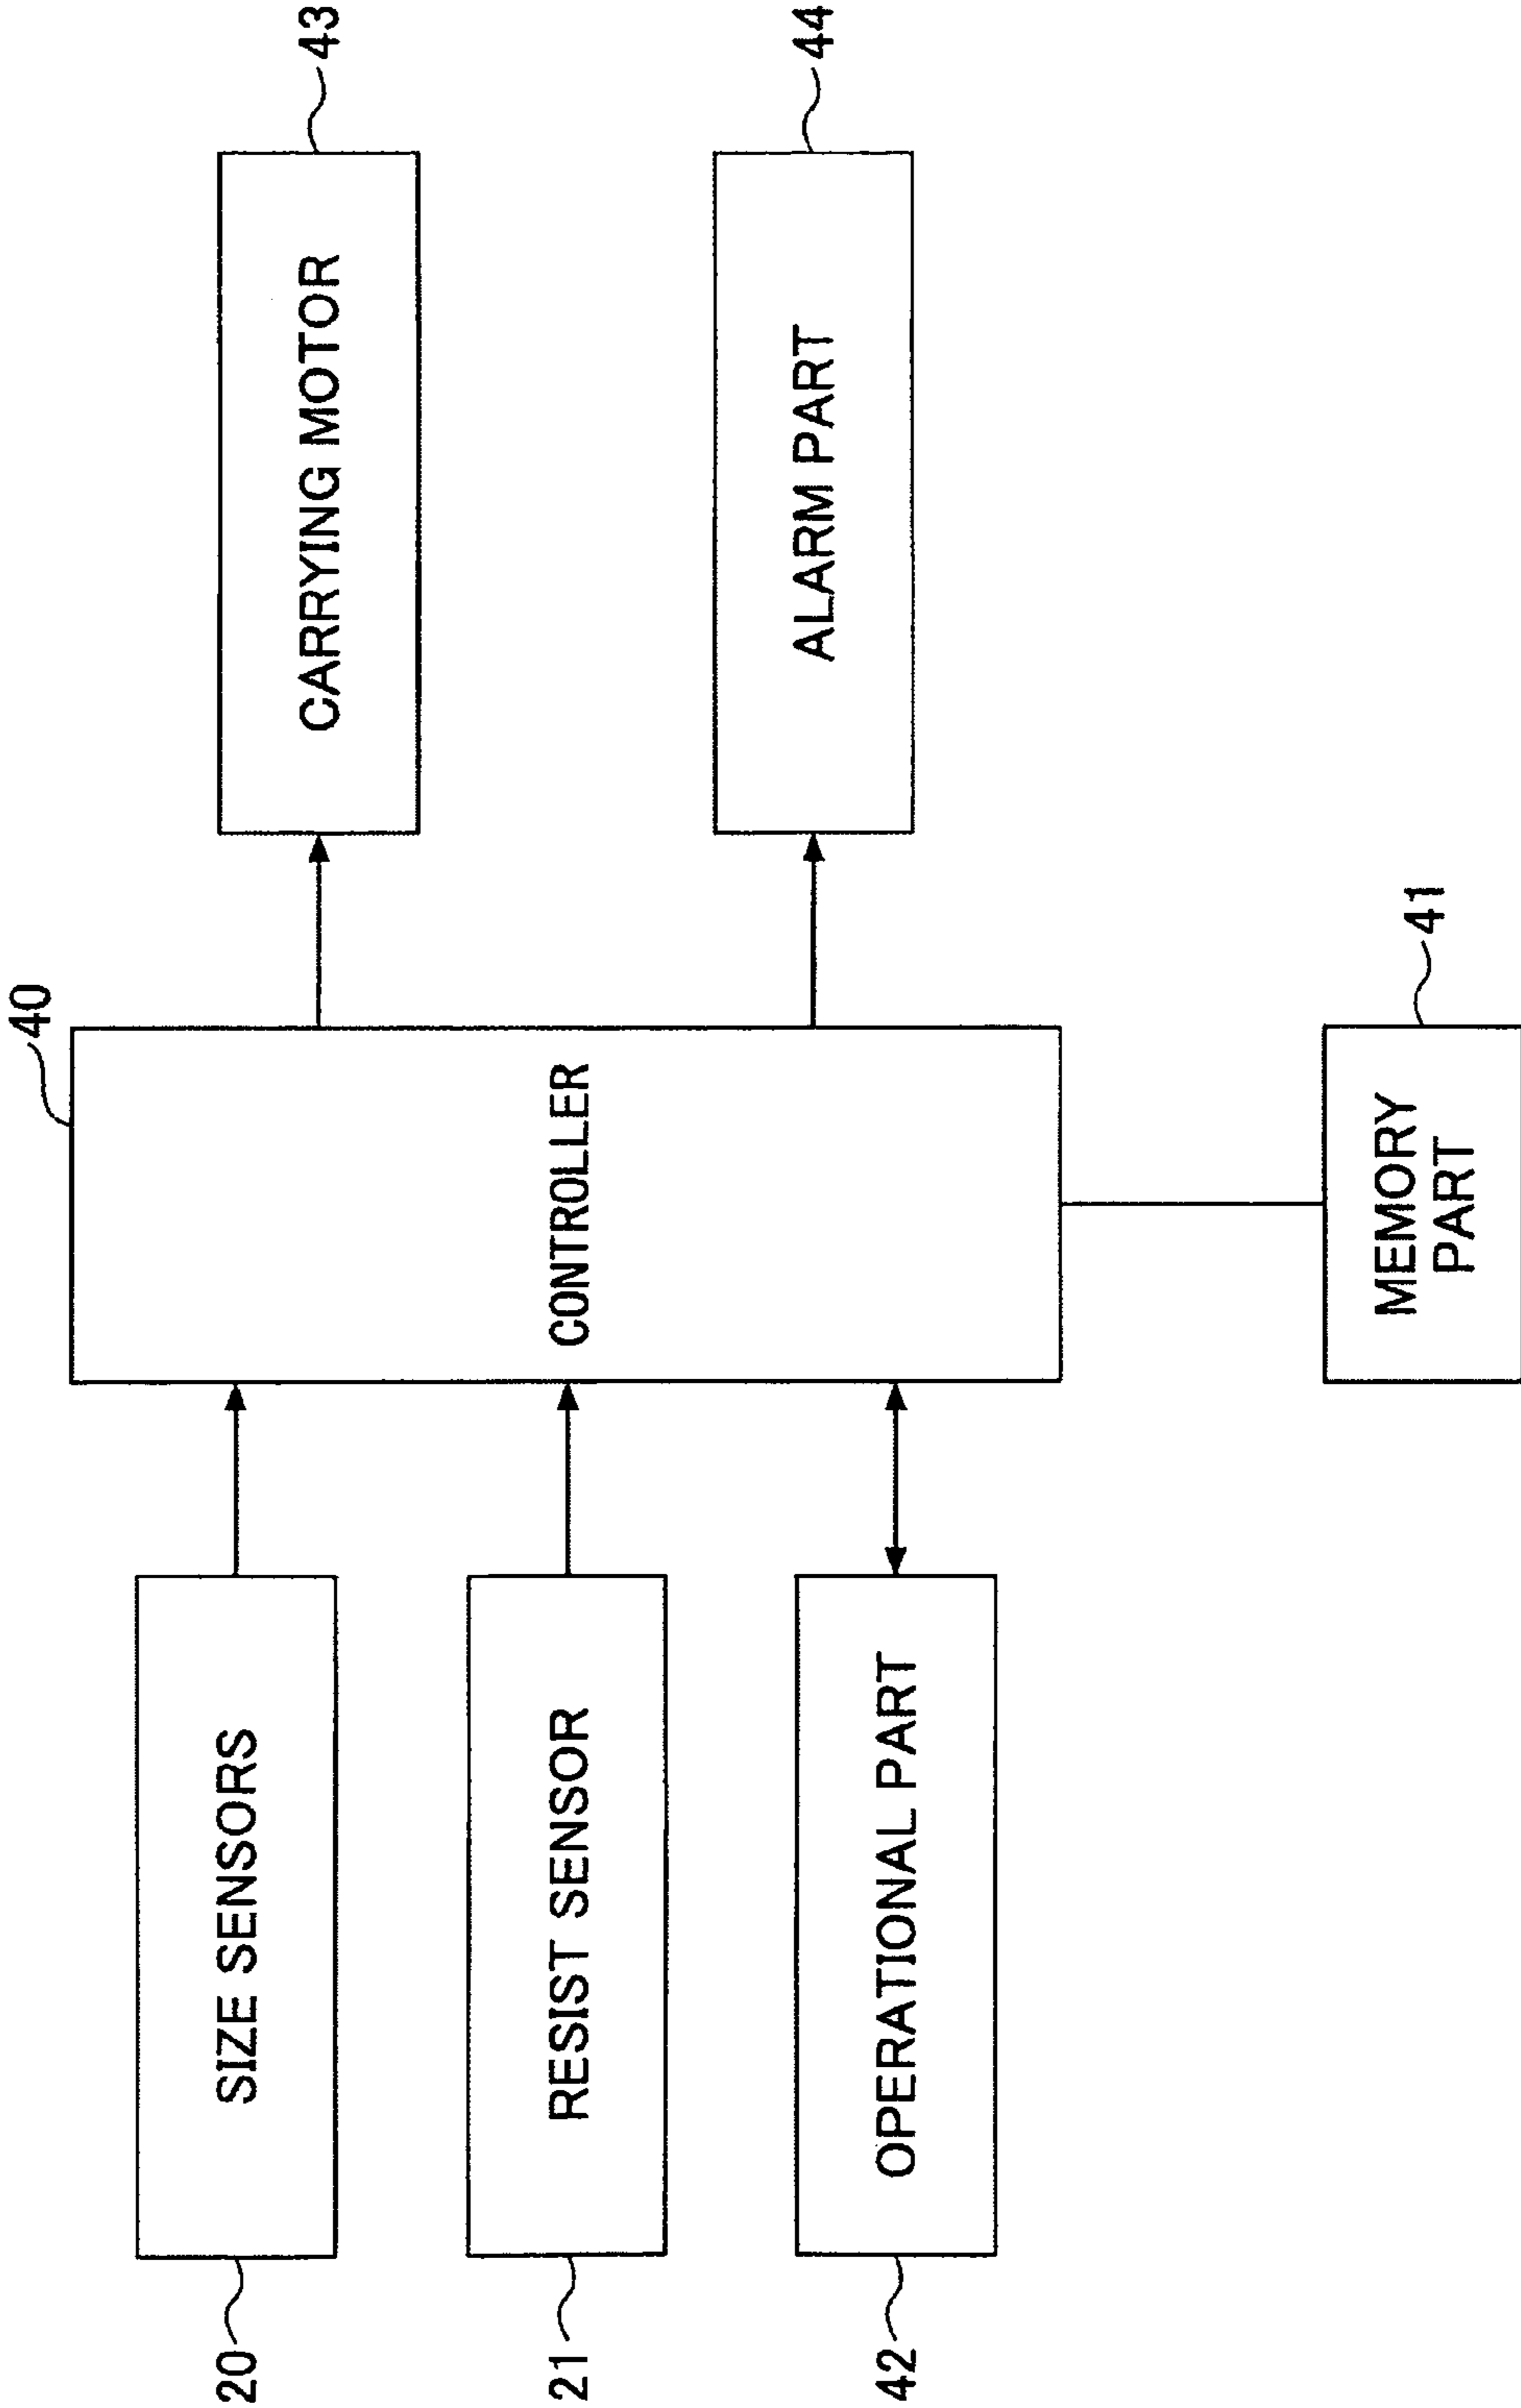 40
20
SIZE SENSORS
CARRYING MOTOR
43
21
RESIST SENSOR
CONTROLLER
42
OPERATIONAL PART
ALARM PART
44
MEMORY
PART
41